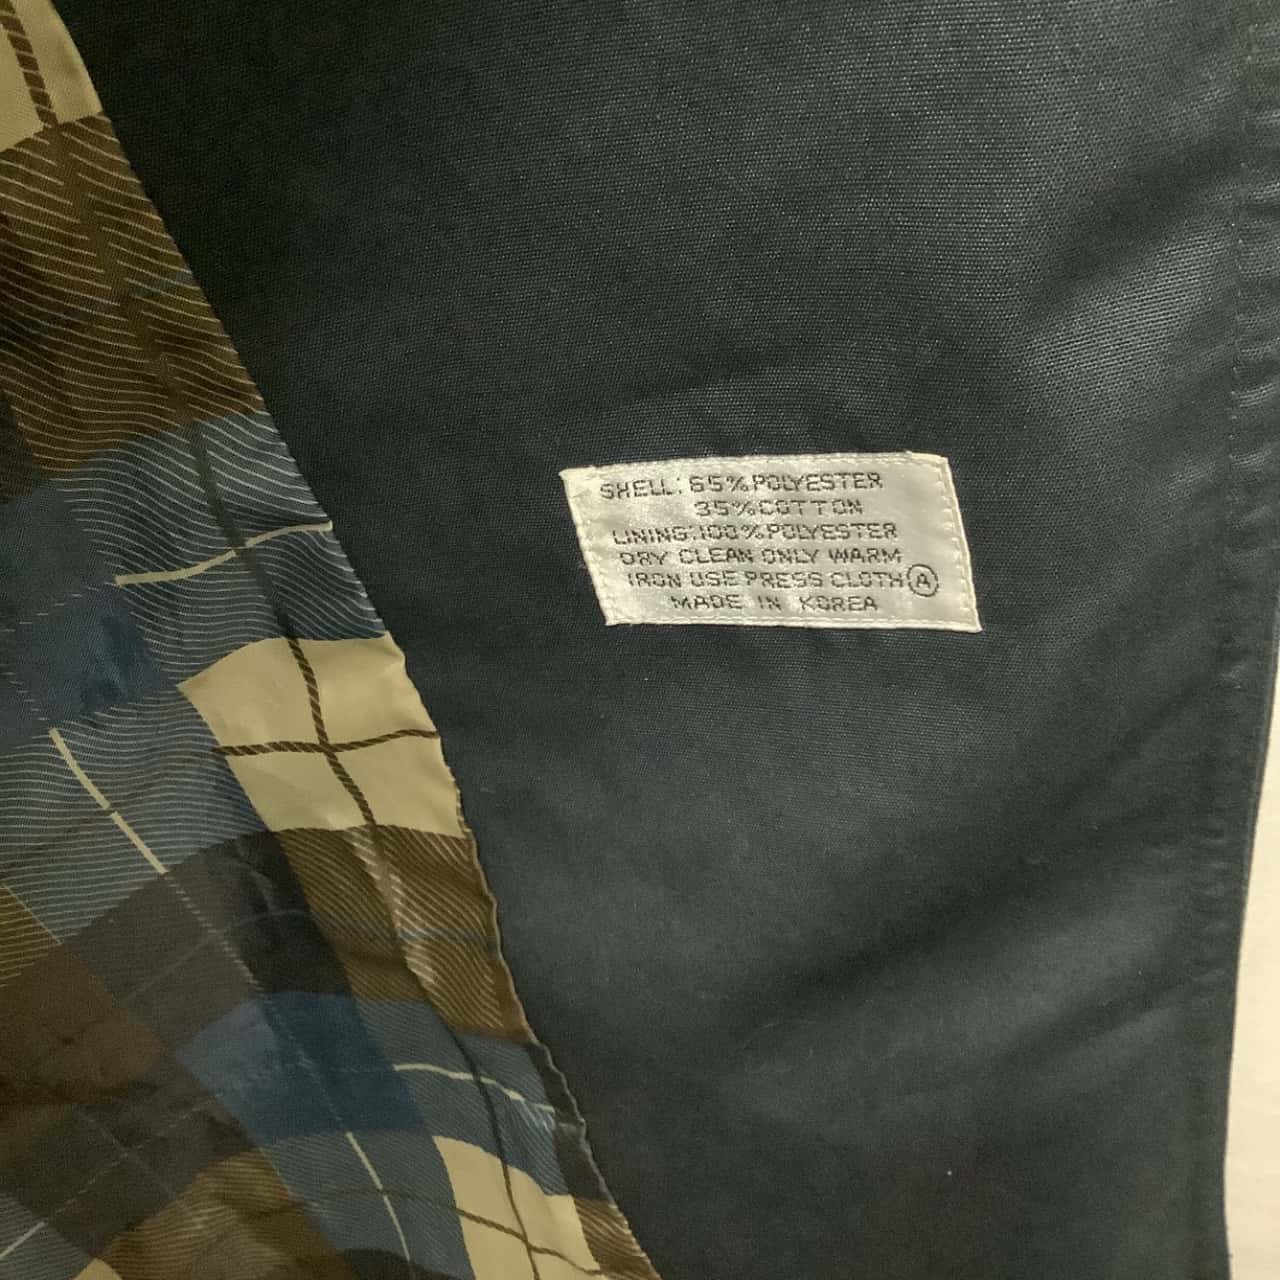 SHELL: 65% POLYESTER
35% COTTON
LINING: 100% POLYESTER
DRY CLEAN ONLY WARM
IRON USE PRESS CLOTH Ⓐ
MADE IN KOREA